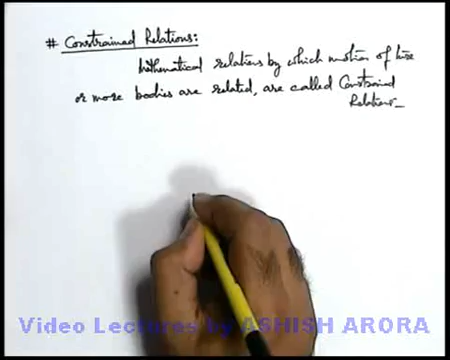 # Constrained Relations:
Mathematical relations by which motion of two
or more bodies are related, are called Constrained
Relations_
Video Lectures by ASHISH ARORA